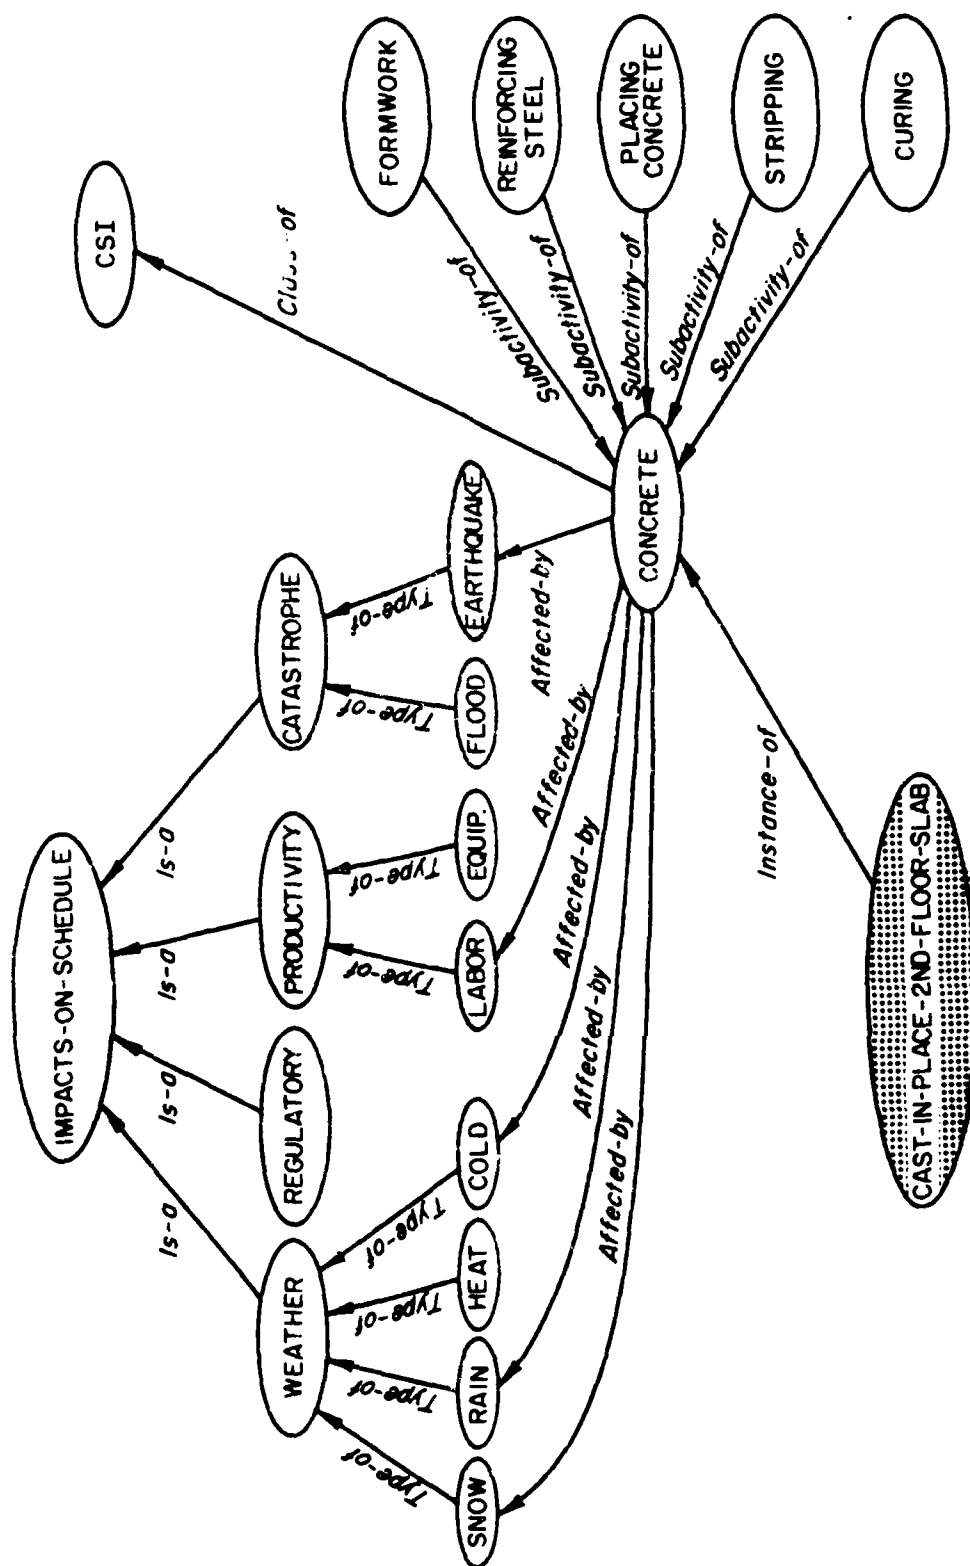 IMPACTS-ON-SCHEDULE
Is-a
Is-a
Is-a
Is-a
WEATHER
REGULATORY
PRODUCTIVITY
CATASTROPHE
CSI
Type-of
Type-of
Type-of
Type-of
Type-of
Type-of
Type-of
Type-of
SNOW
RAIN
HEAT
COLD
LABOR
EQUIP.
FLOOD
EARTHQUAKE
of
Affected-by
Affected-by
Affected-by
Affected-by
Affected-by
CONCRETE
Subactivity-of
Subactivity-of
Subactivity-of
Subactivity-of
Subactivity-of
FORMWORK
REINFORCING
STEEL
PLACING
CONCRETE
STRIPPING
CURING
Instance-of
CAST-IN-PLACE-2ND-FLOOR-SLAB